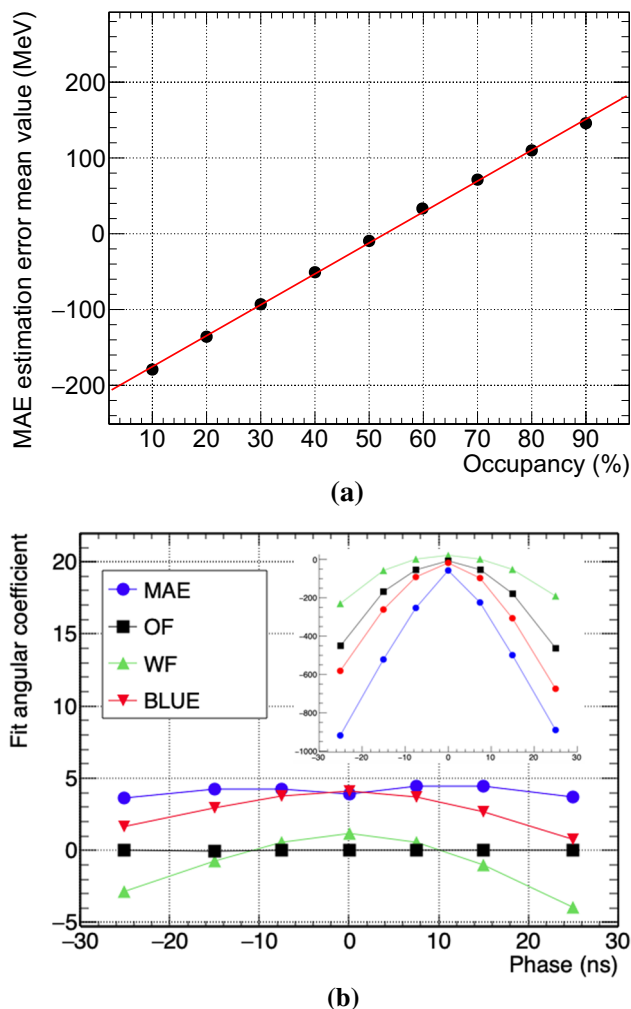 MAE estimation error mean value (MeV)
200
100
0
−100
−200
10 20 30 40 50 60 70 80 90
Occupancy (%)
(a)
Fit angular coefficient
20
15
10
5
0
−5
MAE
OF
WF
BLUE
0
−200
−400
−600
−800
−1000
−30 −20 −10 0 10 20 30
−30 −20 −10 0 10 20 30
Phase (ns)
(b)